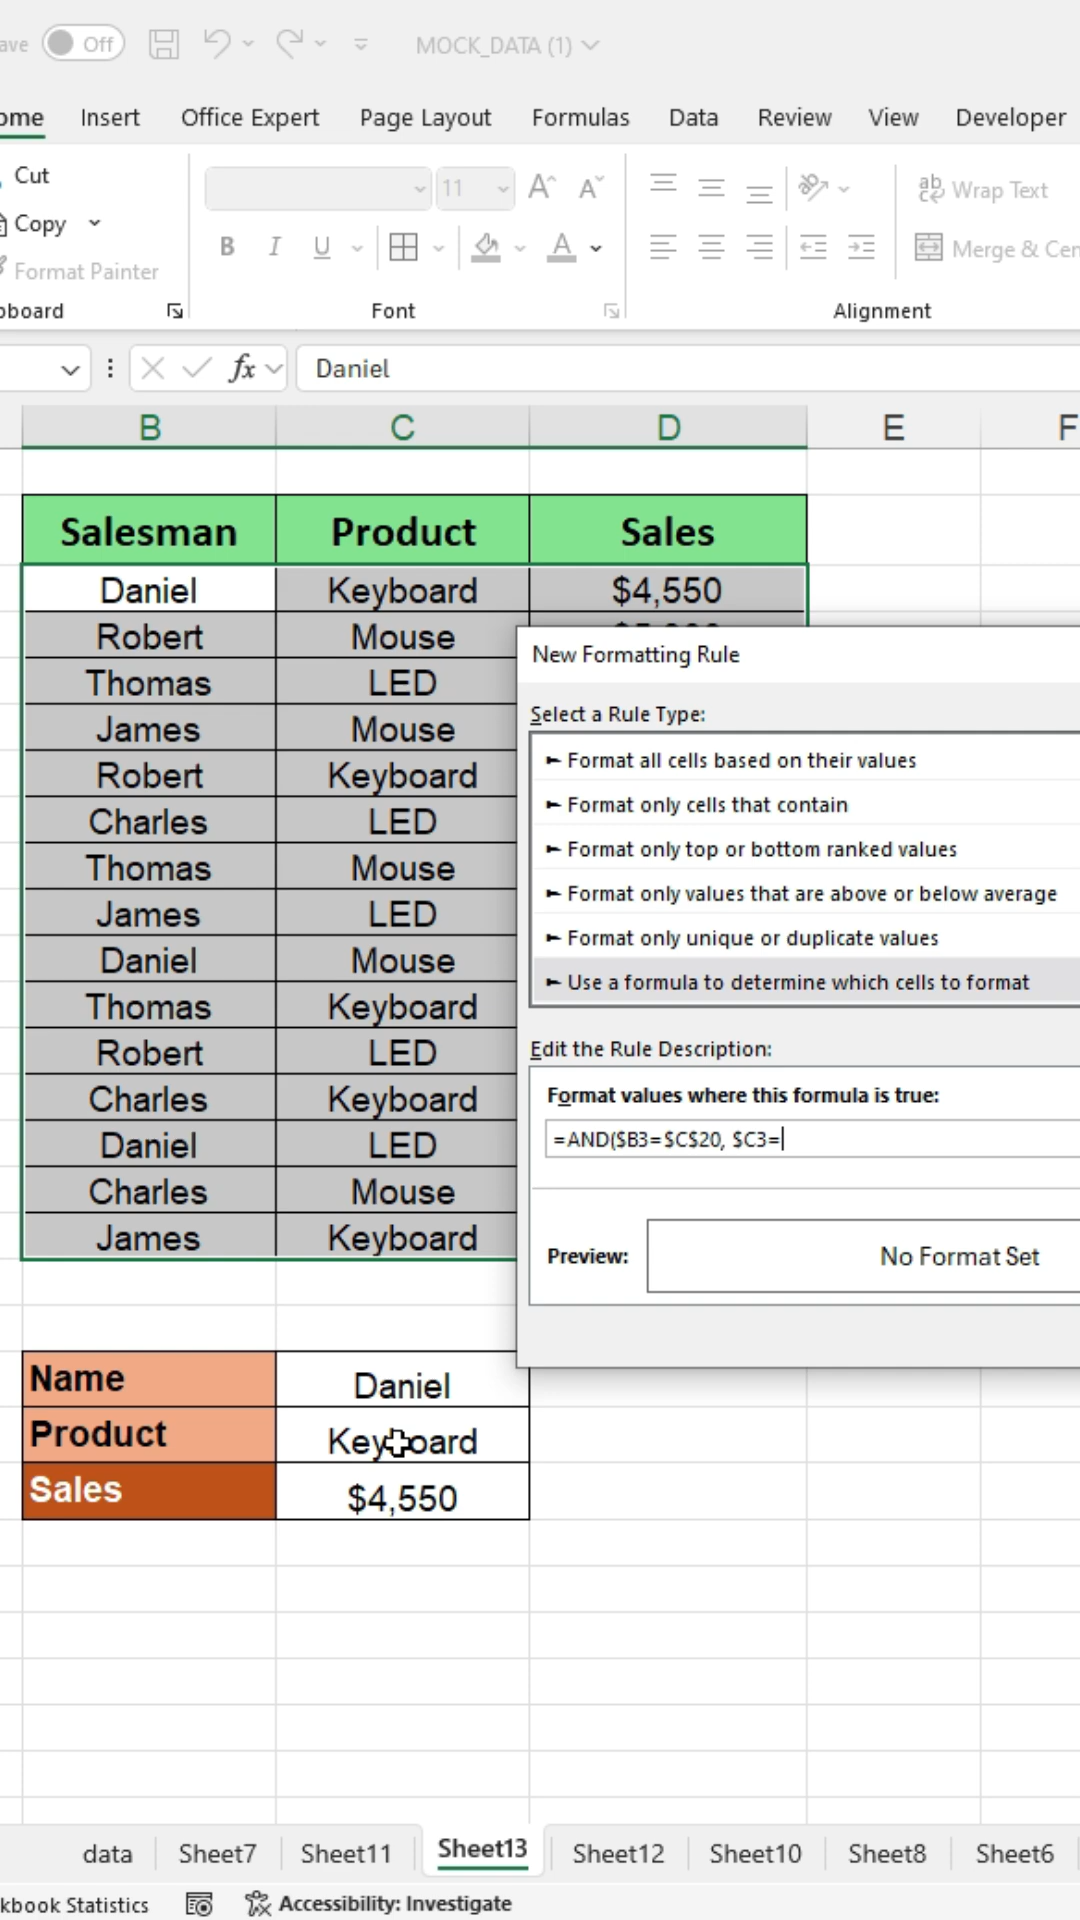 ave Off MOCK_DATA (1)
ome Insert Office Expert Page Layout Formulas Data Review View Developer
Cut
Copy
Format Painter
board
11 A A
B I U A
Font
ab Wrap Text
c Merge & Cen
Alignment
fx Daniel
B C D E F
Salesman Product Sales
Daniel Keyboard $4,550
Robert Mouse
Thomas LED
James Mouse
Robert Keyboard
Charles LED
Thomas Mouse
James LED
Daniel Mouse
Thomas Keyboard
Robert LED
Charles Keyboard
Daniel LED
Charles Mouse
James Keyboard
New Formatting Rule
Select a Rule Type:
► Format all cells based on their values
► Format only cells that contain
► Format only top or bottom ranked values
► Format only values that are above or below average
► Format only unique or duplicate values
► Use a formula to determine which cells to format
Edit the Rule Description:
Format values where this formula is true:
=AND($B3=$C$20, $C3=
Preview: No Format Set
Name Daniel
Product Keyboard
Sales $4,550
data Sheet7 Sheet11 Sheet13 Sheet12 Sheet10 Sheet8 Sheet6
kbook Statistics Accessibility: Investigate